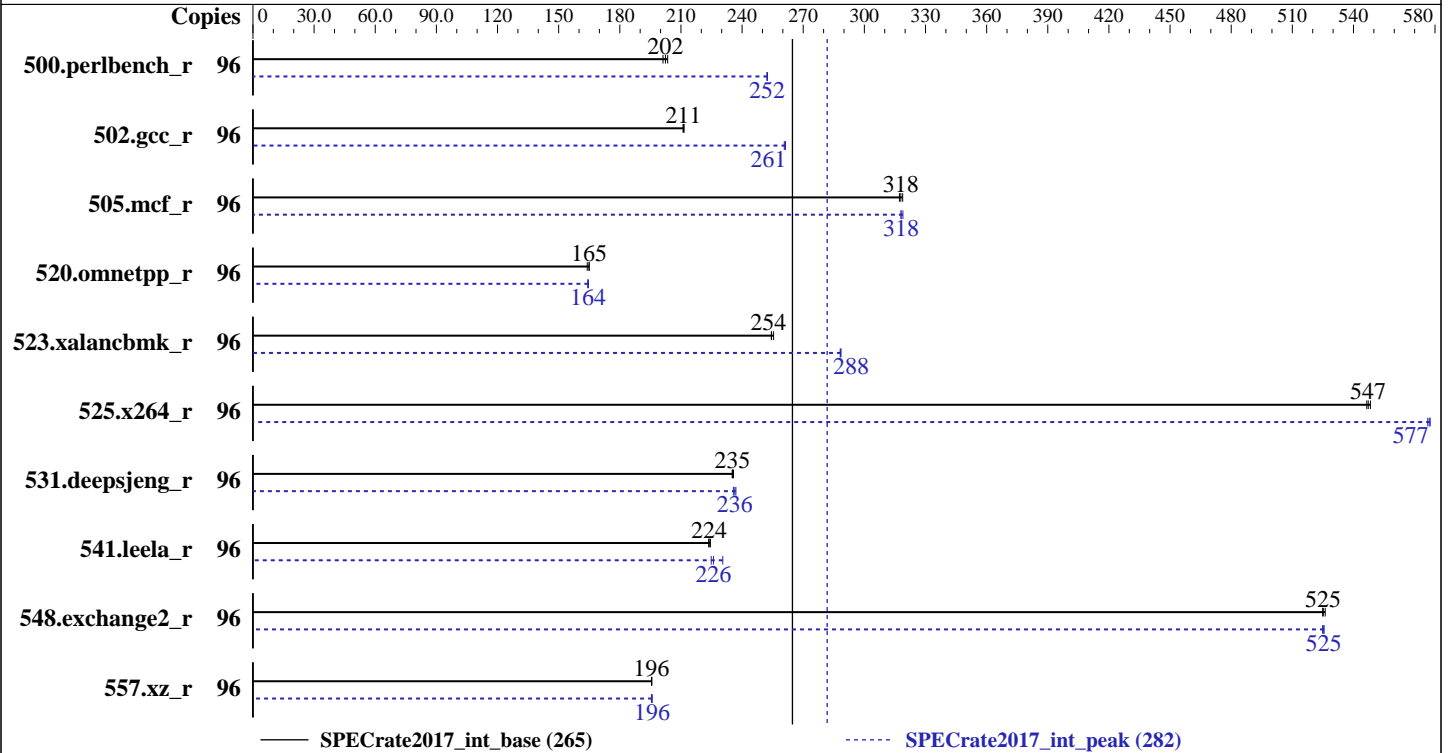 Copies 0 30.0 60.0 90.0 120 150 180 210 240 270 300 330 360 390 420 450 480 510 540 580
500.perlbench_r 96 202
252
502.gcc_r 96 211
261
505.mcf_r 96 318
318
520.omnetpp_r 96 165
164
523.xalancbmk_r 96 254
288
525.x264_r 96 547
577
531.deepsjeng_r 96 235
236
541.leela_r 96 224
226
548.exchange2_r 96 525
525
557.xz_r 96 196
196
SPECrate2017_int_base (265) SPECrate2017_int_peak (282)